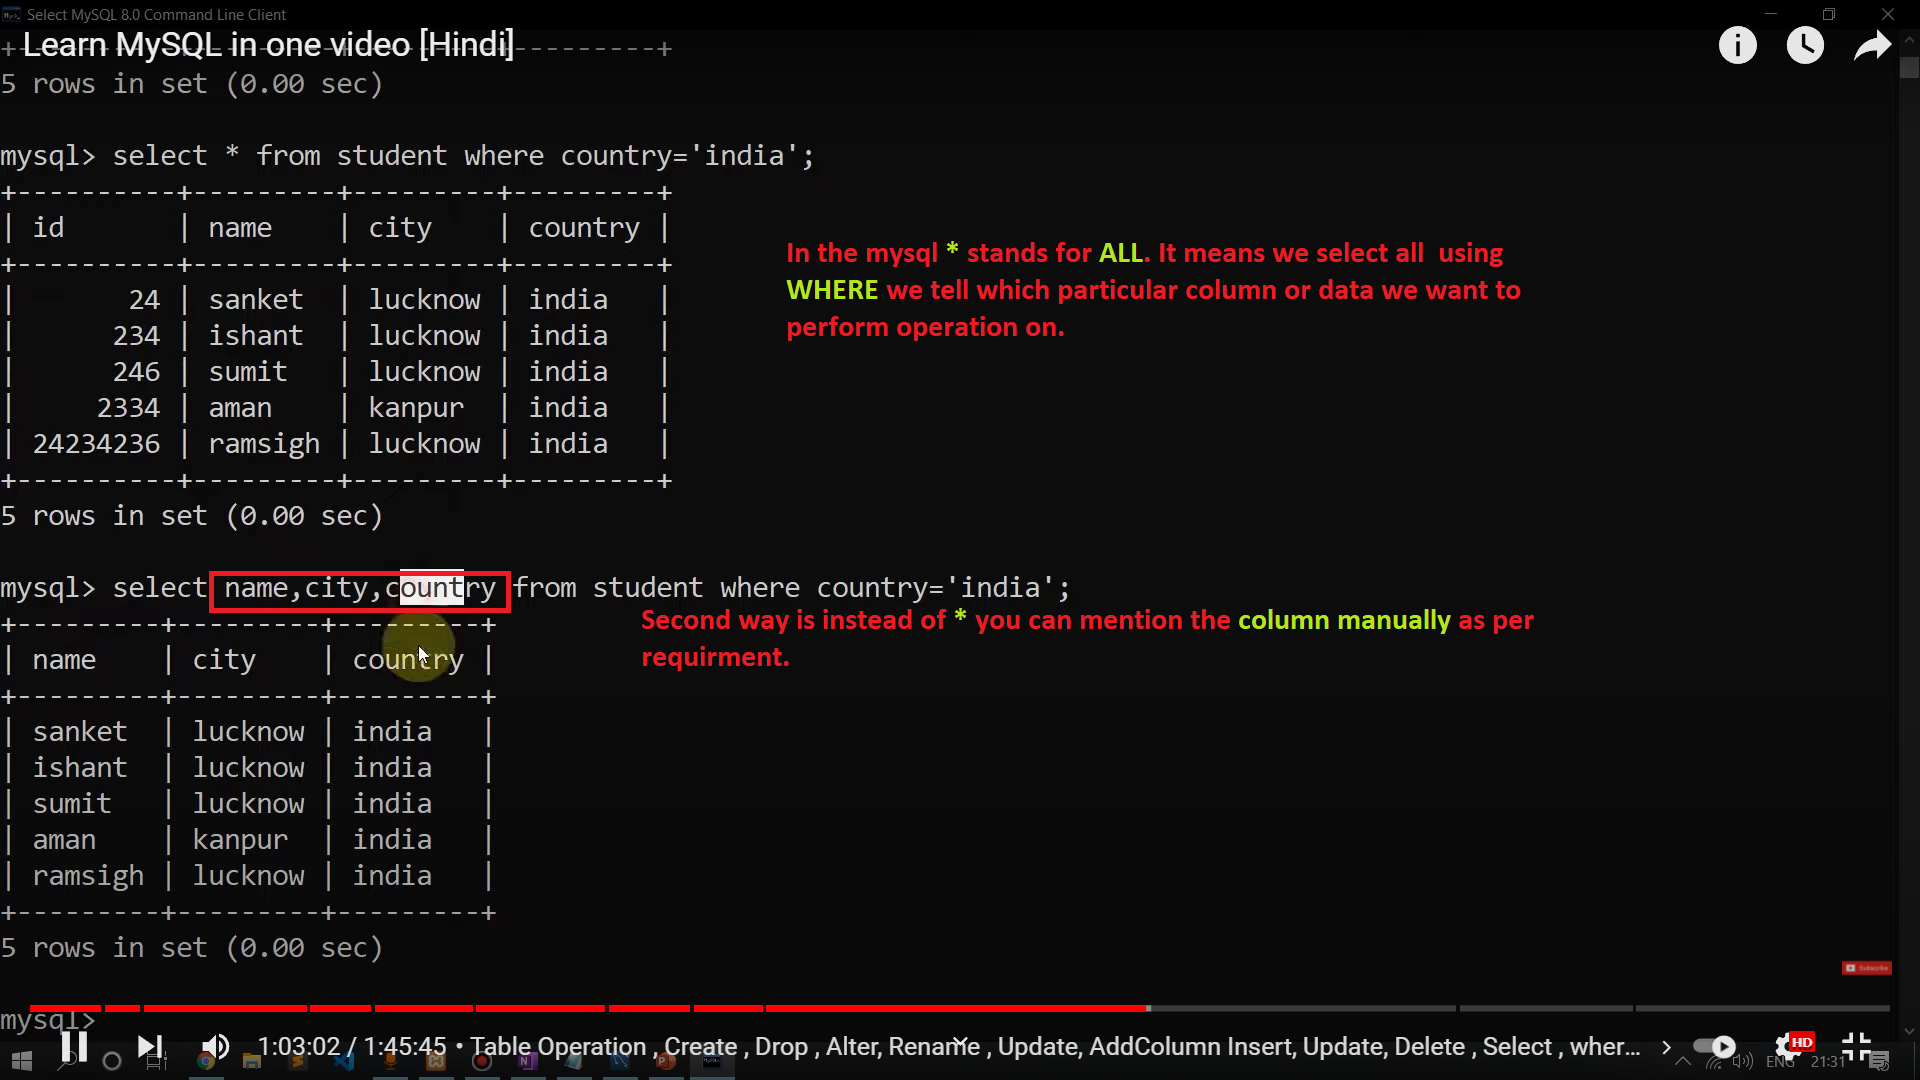 Select MySQL 8.0 Command Line Client
Learn MySQL in one video [Hindi]
5 rows in set (0.00 sec)
mysql> select * from student where country='india';
+----------+---------+---------+---------+
| id | name | city | country |
+----------+---------+---------+---------+
| 24 | sanket | lucknow | india |
| 234 | ishant | lucknow | india |
| 246 | sumit | lucknow | india |
| 2334 | aman | kanpur | india |
| 24234236 | ramsigh | lucknow | india |
+----------+---------+---------+---------+
5 rows in set (0.00 sec)
In the mysql * stands for ALL. It means we select all using
WHERE we tell which particular column or data we want to
perform operation on.
mysql> select name,city,country from student where country='india';
+---------+---------+---------+
| name | city | country |
+---------+---------+---------+
| sanket | lucknow | india |
| ishant | lucknow | india |
| sumit | lucknow | india |
| aman | kanpur | india |
| ramsigh | lucknow | india |
+---------+---------+---------+
5 rows in set (0.00 sec)
Second way is instead of * you can mention the column manually as per
requirment.
Subscribe
mysql>
1:03:02 / 1:45:45 • Table Operation , Create , Drop , Alter, Rename , Update, AddColumn Insert, Update, Delete , Select , wher...
HD
ENG 21:31